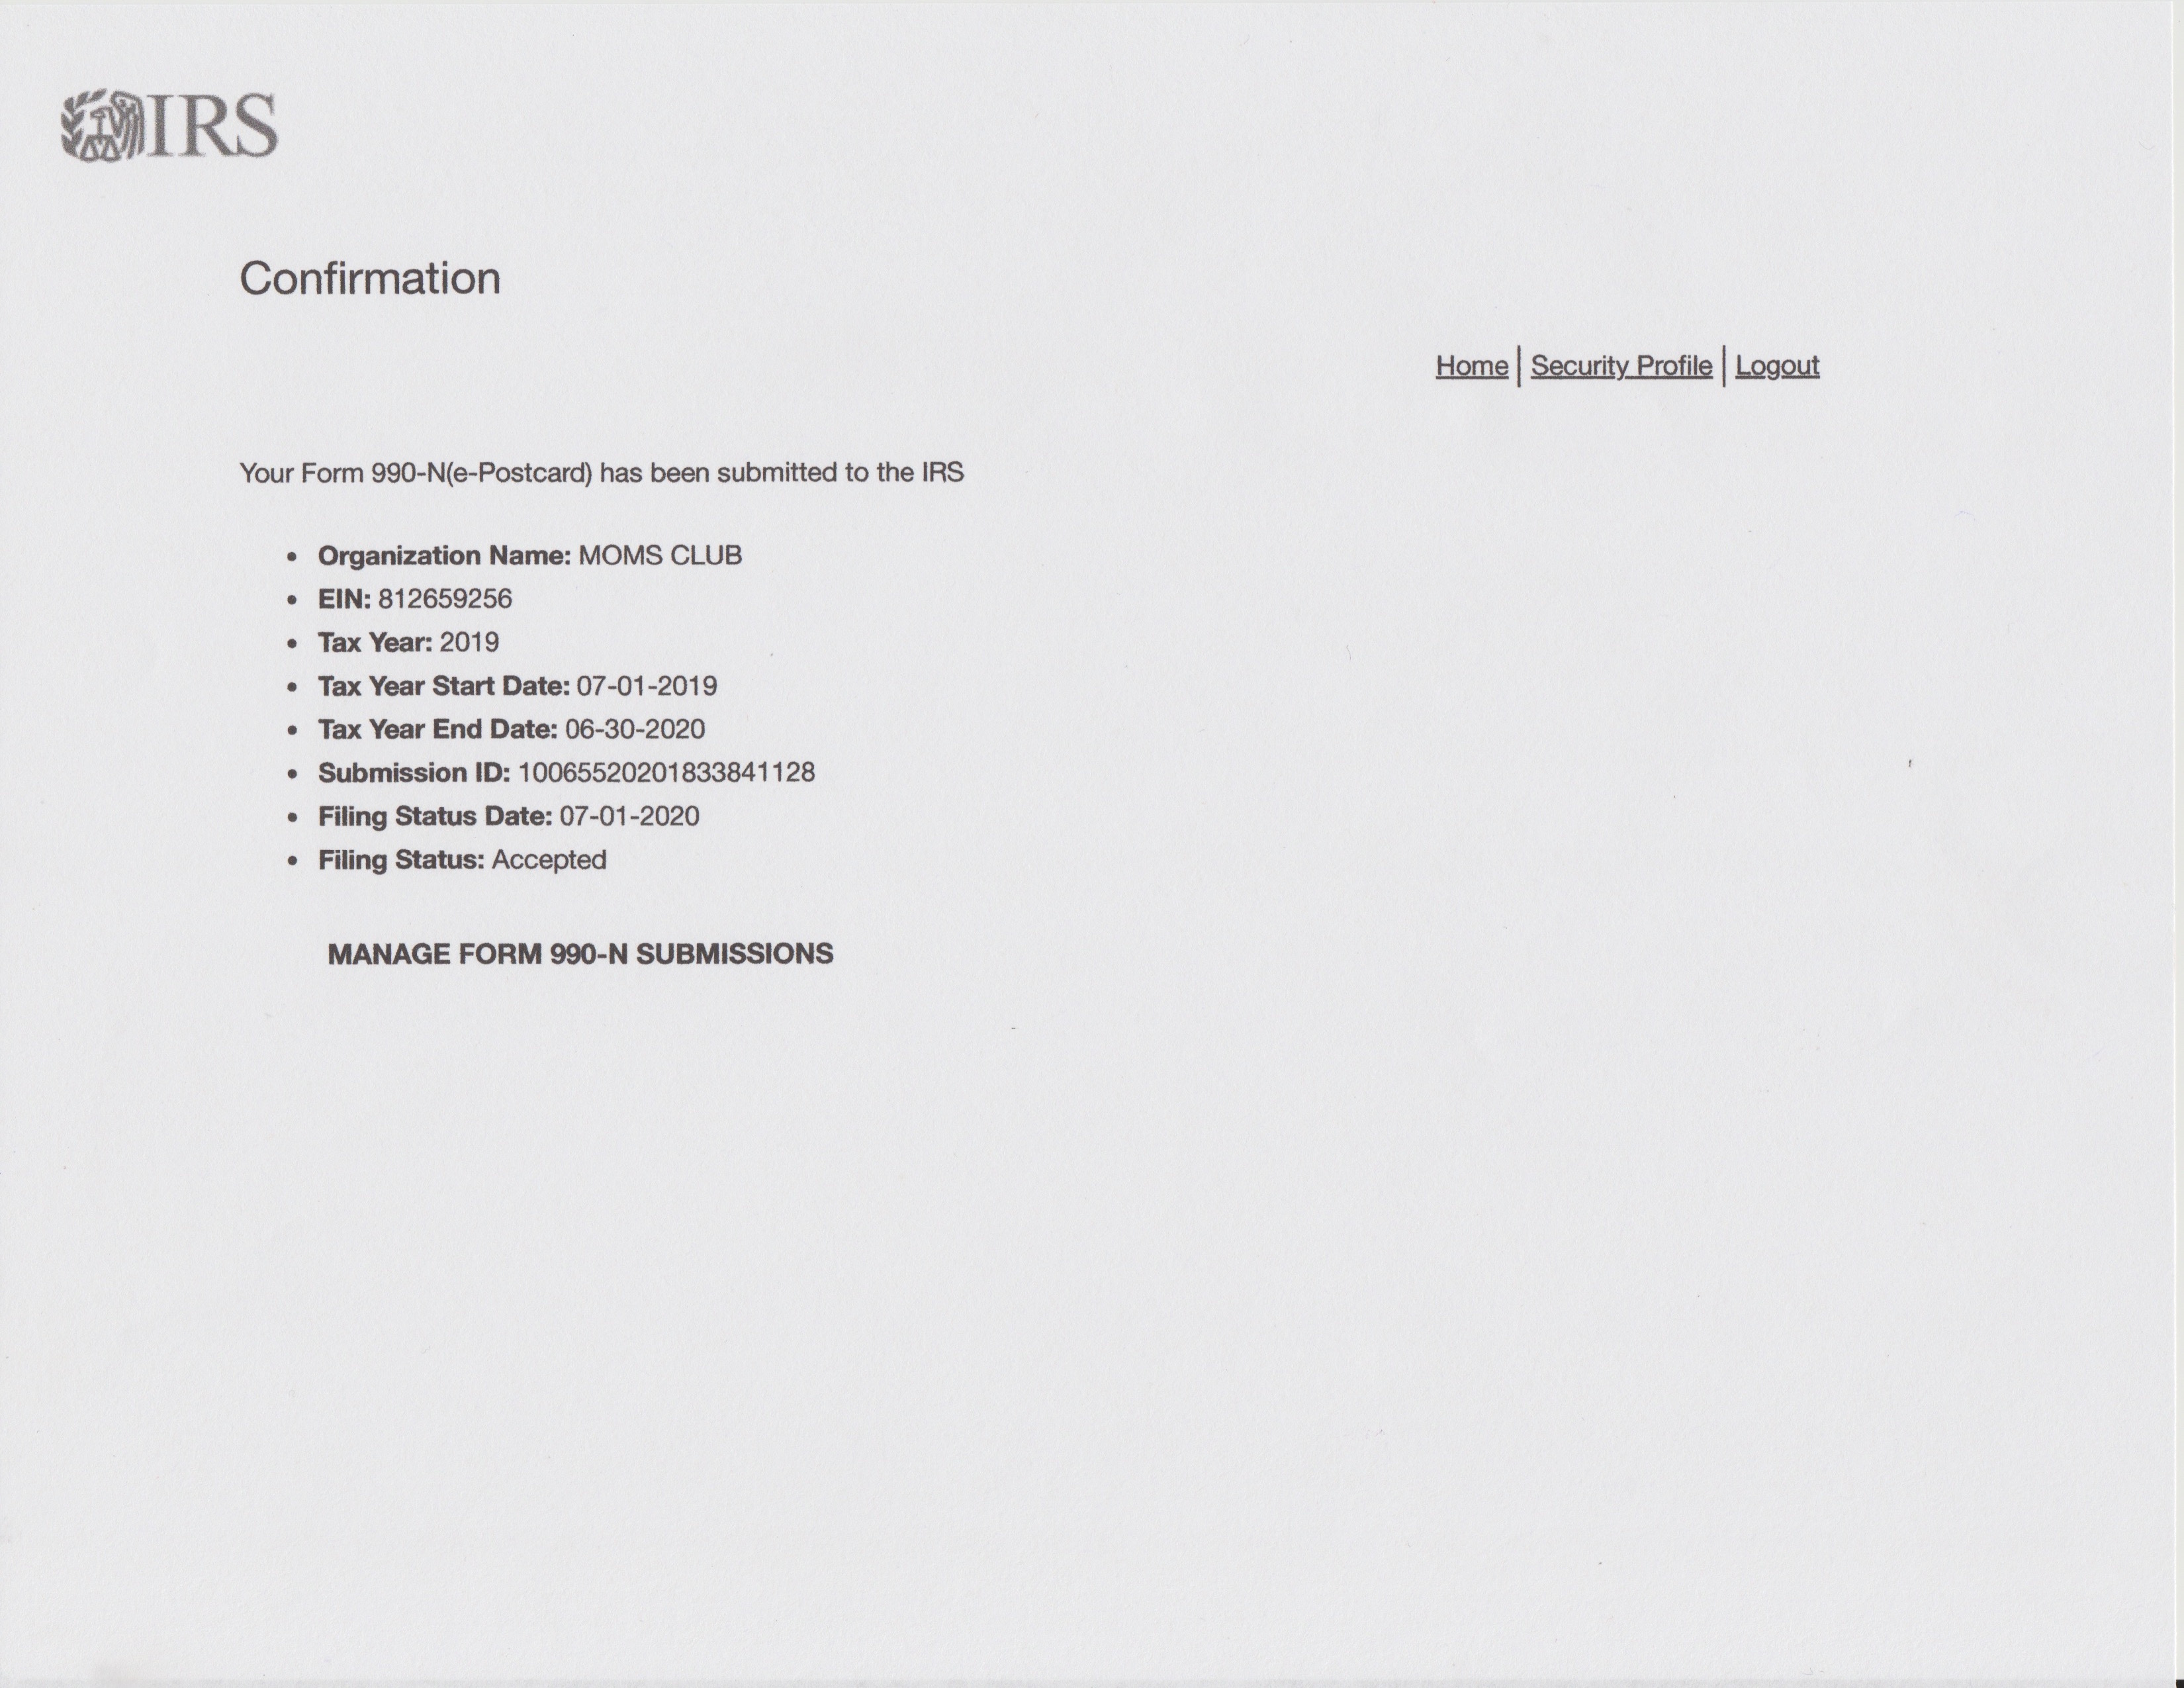 IRS
Confirmation
Home | Security Profile | Logout
Your Form 990-N(e-Postcard) has been submitted to the IRS
• Organization Name: MOMS CLUB
• EIN: 812659256
• Tax Year: 2019
• Tax Year Start Date: 07-01-2019
• Tax Year End Date: 06-30-2020
• Submission ID: 10065520201833841128
• Filing Status Date: 07-01-2020
• Filing Status: Accepted
MANAGE FORM 990-N SUBMISSIONS